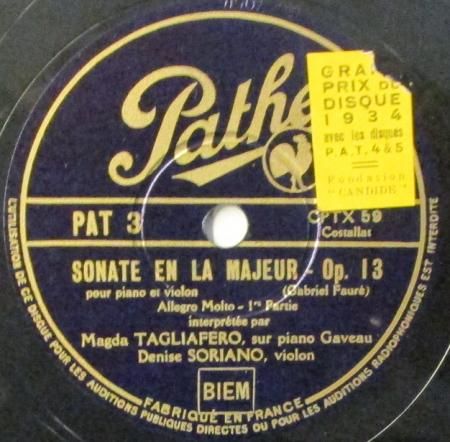 Pathé
GRAND
PRIX DU
DISQUE
1934
avec les disques
P.A.T. 4 & 5
Fondation
"CANDIDE"
PAT 3
CPTX 59
Costallat
SONATE EN LA MAJEUR - Op. 13
pour piano et violon (Gabriel Fauré)
Allegro Molto - 1re Partie
interprétée par
Magda TAGLIAFERO, sur piano Gaveau
Denise SORIANO, violon
BIEM
FABRIQUÉ EN FRANCE
L'UTILISATION DE CE DISQUE POUR LES AUDITIONS PUBLIQUES DIRECTES OU POUR LES AUDITIONS RADIOPHONIQUES EST INTERDITE